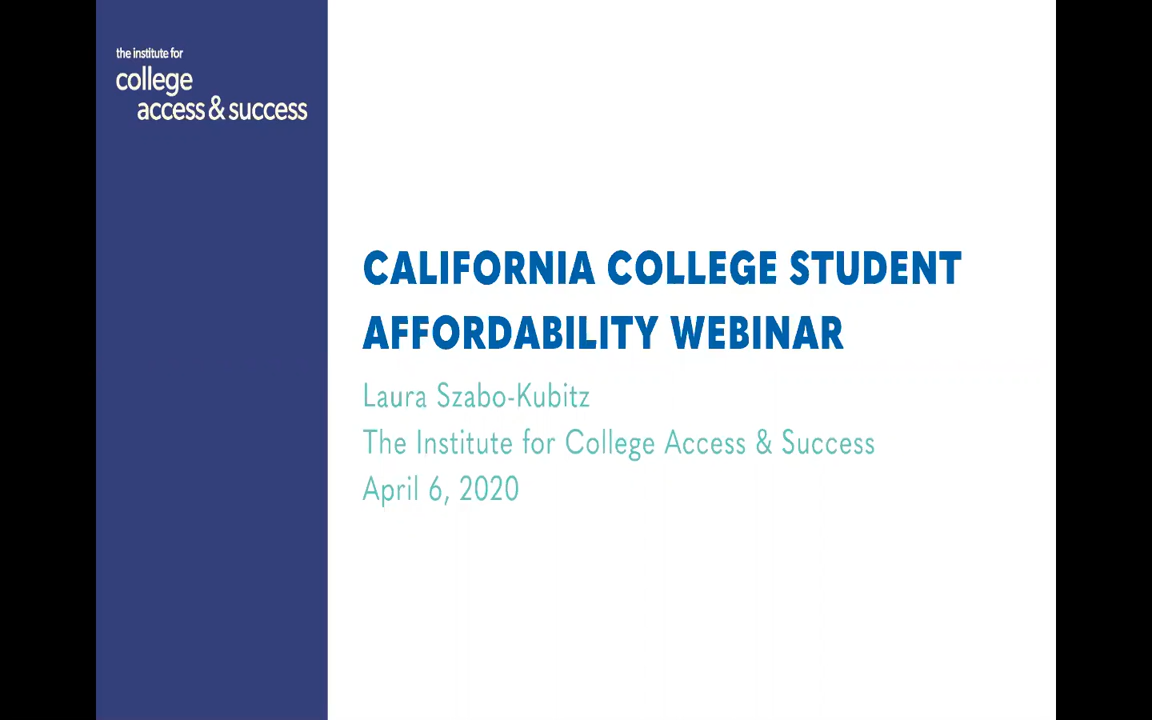 the institute for
college
access & success
CALIFORNIA COLLEGE STUDENT
AFFORDABILITY WEBINAR
Laura Szabo-Kubitz
The Institute for College Access & Success
April 6, 2020